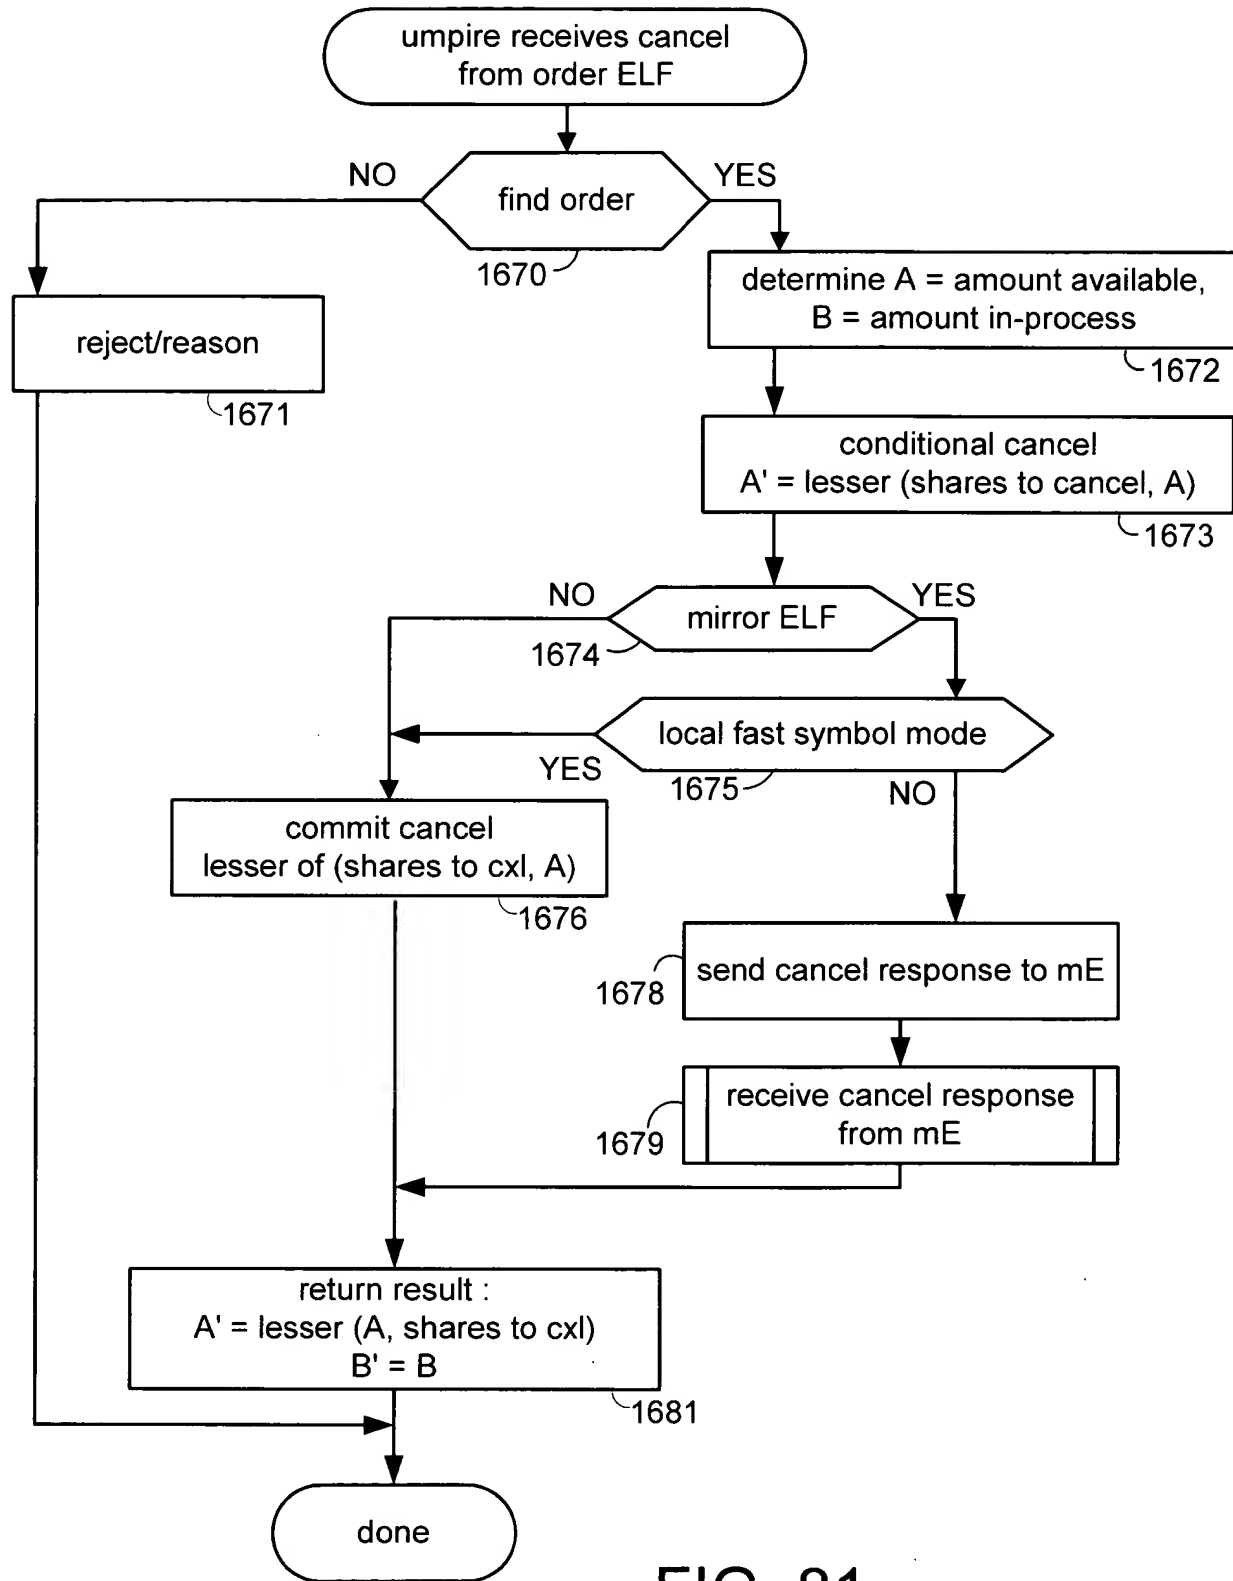 umpire receives cancel
from order ELF
NO
YES
find order
1670
determine A = amount available,
B = amount in-process
1672
reject/reason
1671
conditional cancel
A' = lesser (shares to cancel, A)
1673
NO
YES
mirror ELF
1674
local fast symbol mode
YES
1675
NO
commit cancel
lesser of (shares to cxl, A)
1676
send cancel response to mE
1678
receive cancel response
from mE
1679
return result :
A' = lesser (A, shares to cxl)
B' = B
1681
done
FIG. 81